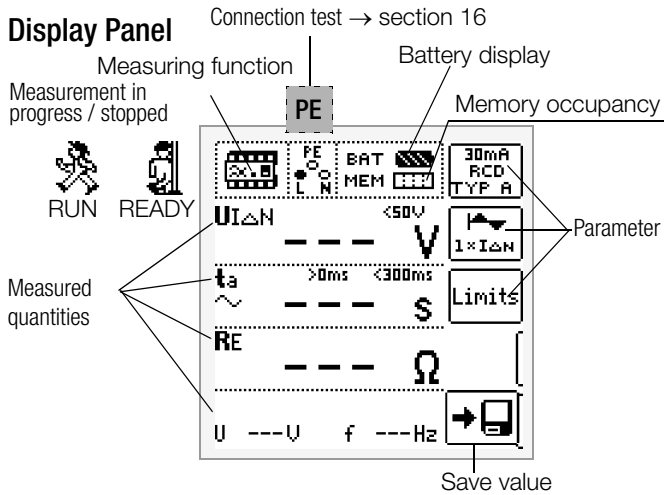 Display Panel
Connection test → section 16
Measuring function
Battery display
Measurement in
progress / stopped
PE
Memory occupancy
RUN READY
PE
L N
BAT
MEM
30mA
RCD
TYP A
UI∆N <50V
--- V
1×I∆N
Parameter
ta >0ms <300ms
~ --- s
Limits
Measured
quantities
RE
--- Ω
U ---V f ---Hz
Save value